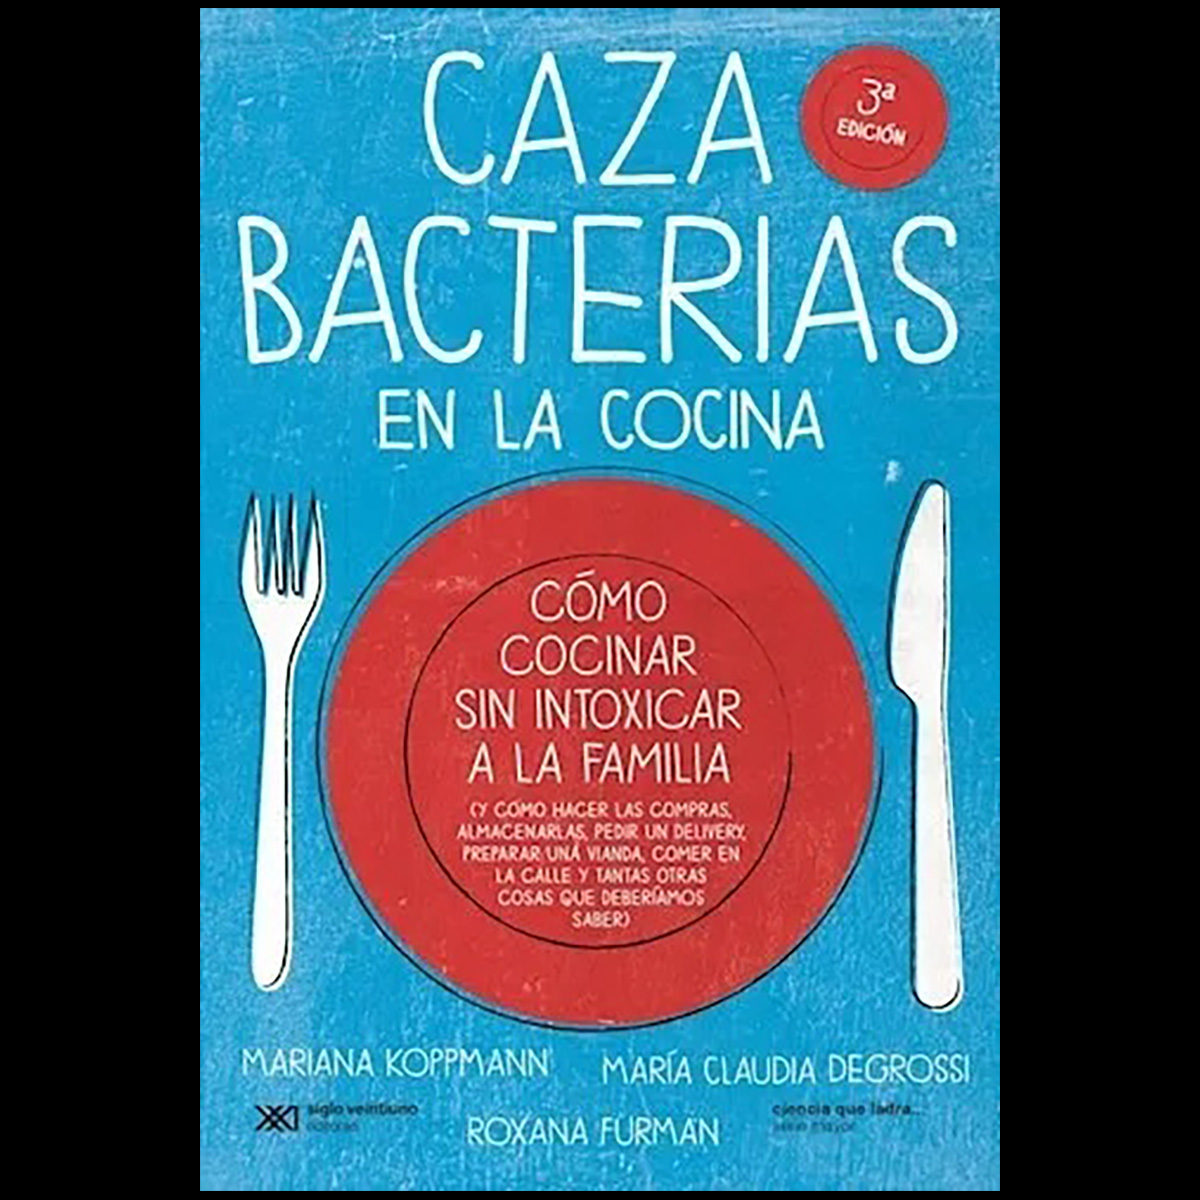 CAZA
3ª
EDICIÓN
BACTERIAS
EN LA COCINA
CÓMO
COCINAR
SIN INTOXICAR
A LA FAMILIA
(Y CÓMO HACER LAS COMPRAS,
ALMACENARLAS, PEDIR UN DELIVERY,
PREPARAR UNA VIANDA, COMER EN
LA CALLE Y TANTAS OTRAS
COSAS QUE DEBERÍAMOS
SABER)
MARIANA KOPPMANN
MARÍA CLAUDIA DEGROSSI
siglo veintiuno
editores
ROXANA FURMAN
ciencia que ladra...
serie mayor